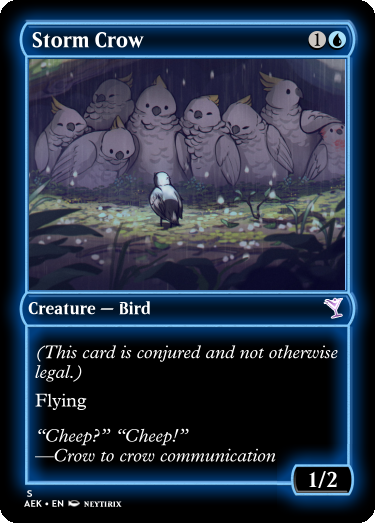 Storm Crow
1
Creature — Bird
(This card is conjured and not otherwise
legal.)
Flying
“Cheep?” “Cheep!”
—Crow to crow communication
1/2
S
AEK • EN NEYTIRIX